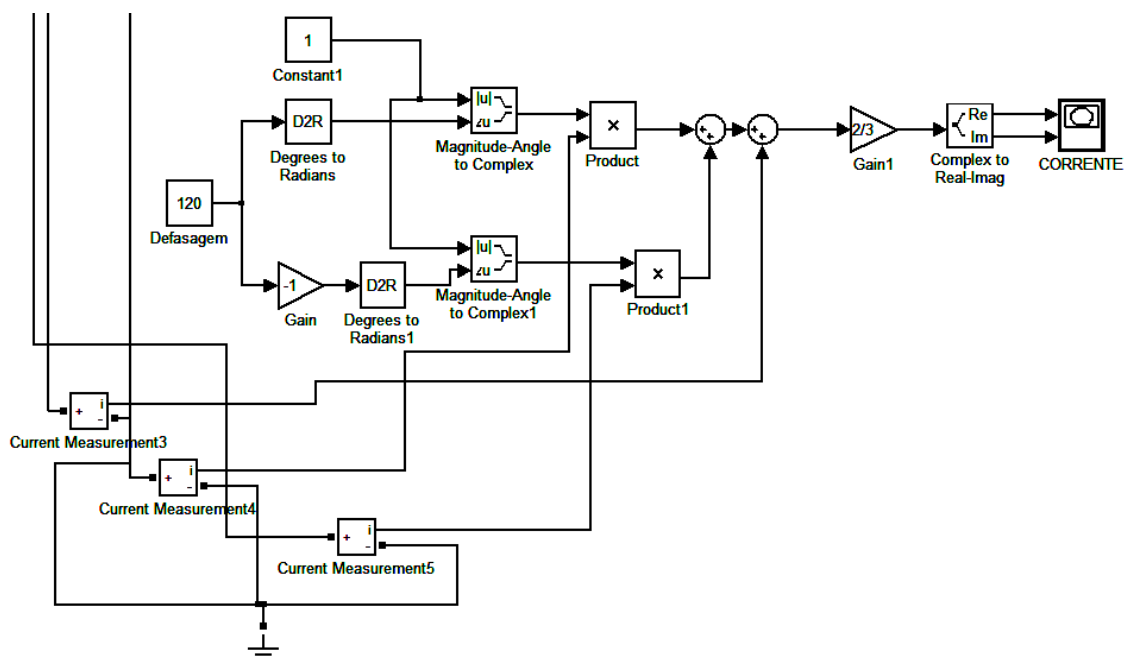 1
Constant1
D2R
Degrees to
Radians
|u|
∠u
Magnitude-Angle
to Complex
×
Product
+
+
+
+
2/3
Gain1
Re
Im
Complex to
Real-Imag
CORRENTE
120
Defasagem
-1
Gain
D2R
Degrees to
Radians1
|u|
∠u
Magnitude-Angle
to Complex1
×
Product1
+
i
-
Current Measurement3
+
i
-
Current Measurement4
+
i
-
Current Measurement5